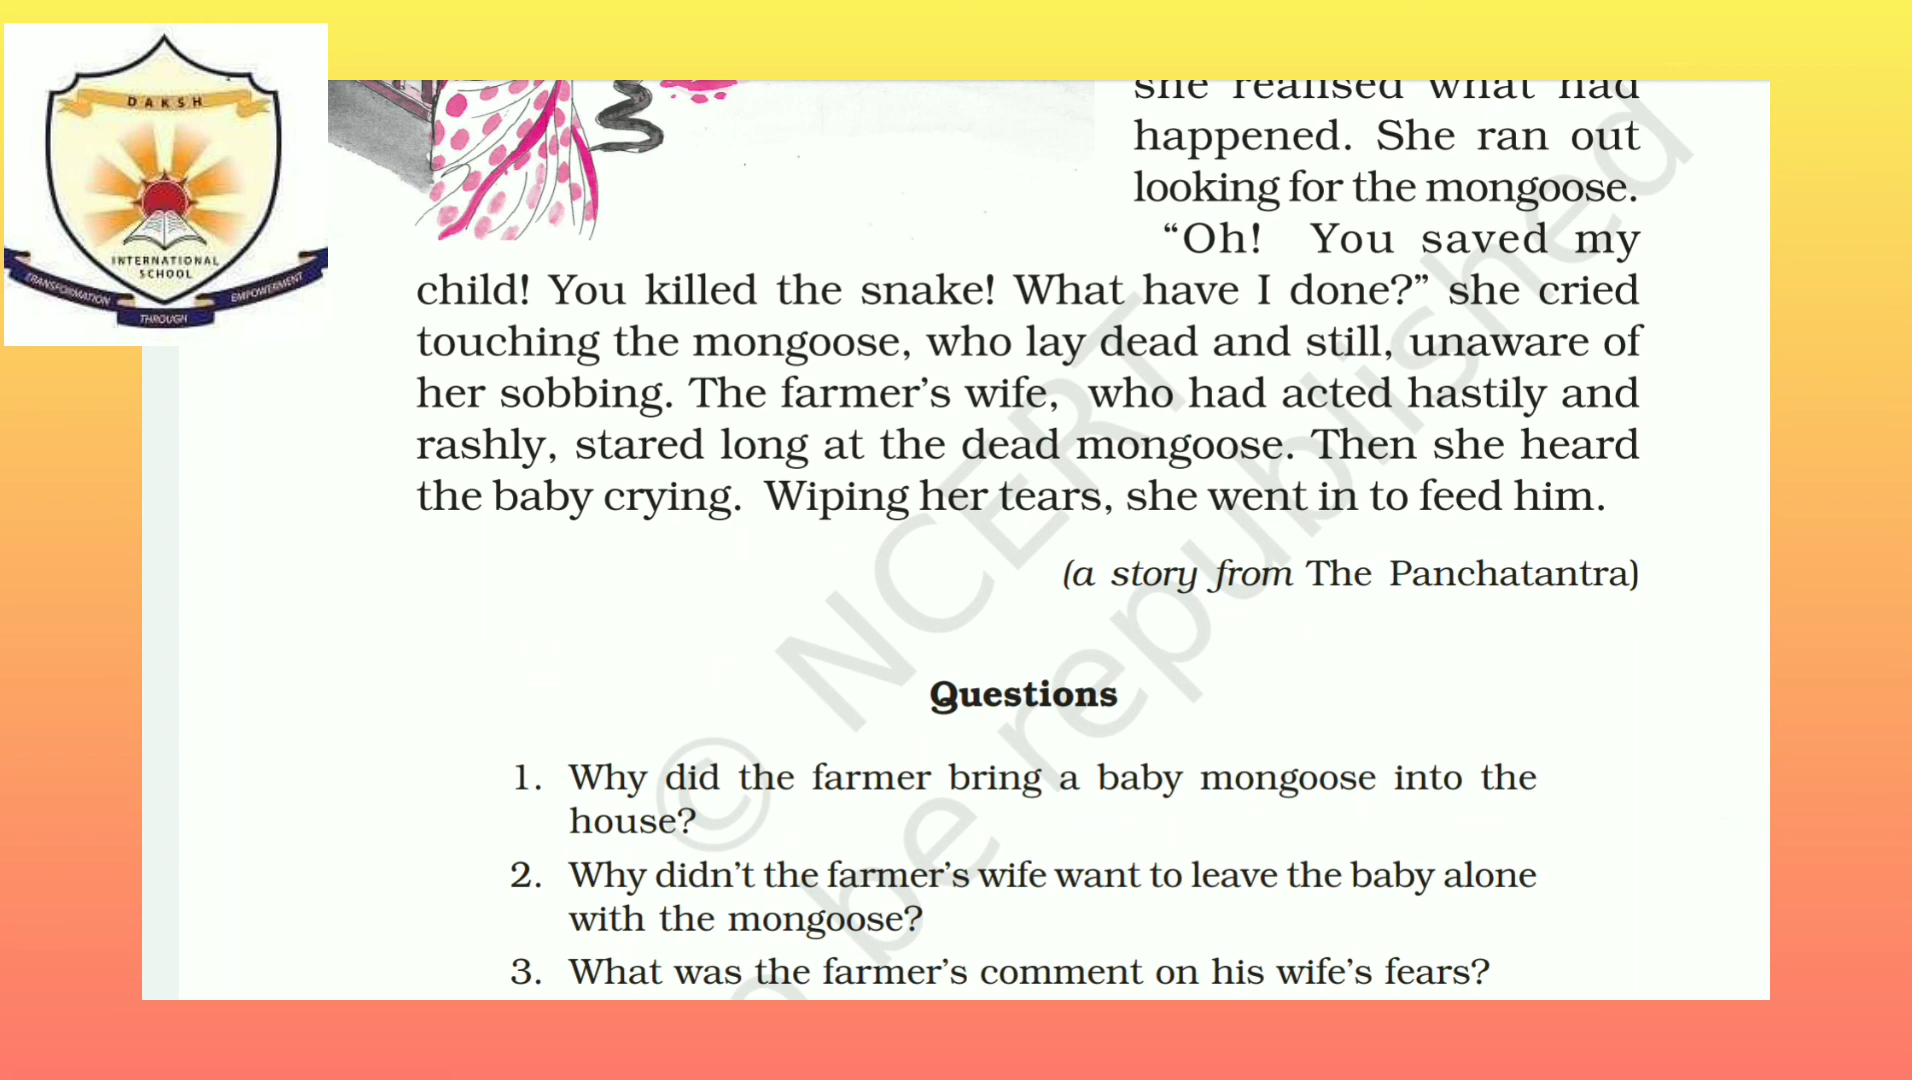 DAKSH
INTERNATIONAL
SCHOOL
TRANSFORMATION
THROUGH
EMPOWERMENT
she realised what had
happened. She ran out
looking for the mongoose.
“Oh! You saved my
child! You killed the snake! What have I done?” she cried
touching the mongoose, who lay dead and still, unaware of
her sobbing. The farmer’s wife, who had acted hastily and
rashly, stared long at the dead mongoose. Then she heard
the baby crying. Wiping her tears, she went in to feed him.
(a story from The Panchatantra)
Questions
1. Why did the farmer bring a baby mongoose into the
house?
2. Why didn’t the farmer’s wife want to leave the baby alone
with the mongoose?
3. What was the farmer’s comment on his wife’s fears?
© NCERT
be republished